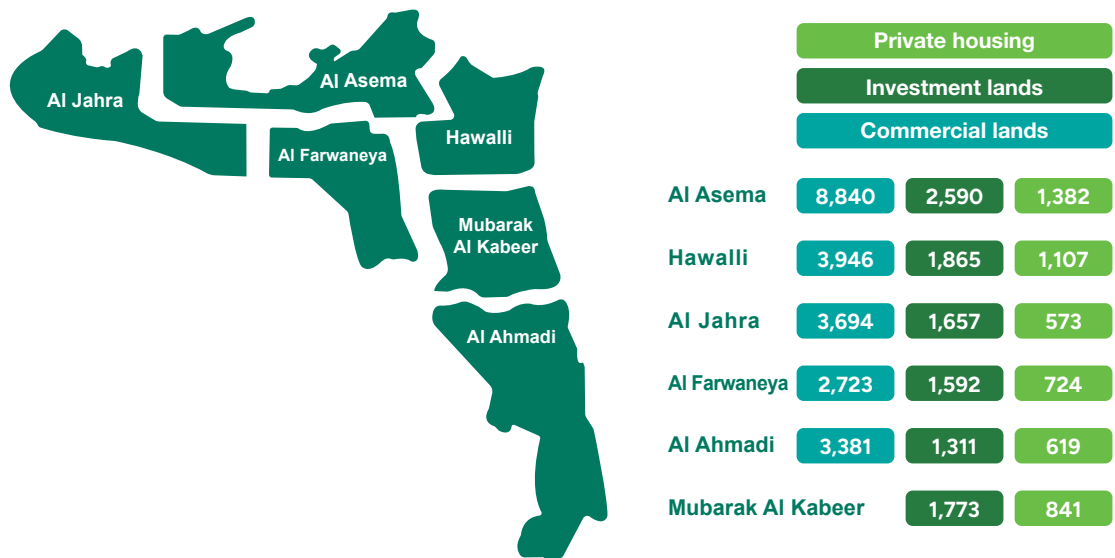 Al Jahra
Al Asema
Al Farwaneya
Hawalli
Mubarak
Al Kabeer
Al Ahmadi
Private housing
Investment lands
Commercial lands
Al Asema 8,840 2,590 1,382
Hawalli 3,946 1,865 1,107
Al Jahra 3,694 1,657 573
Al Farwaneya 2,723 1,592 724
Al Ahmadi 3,381 1,311 619
Mubarak Al Kabeer 1,773 841